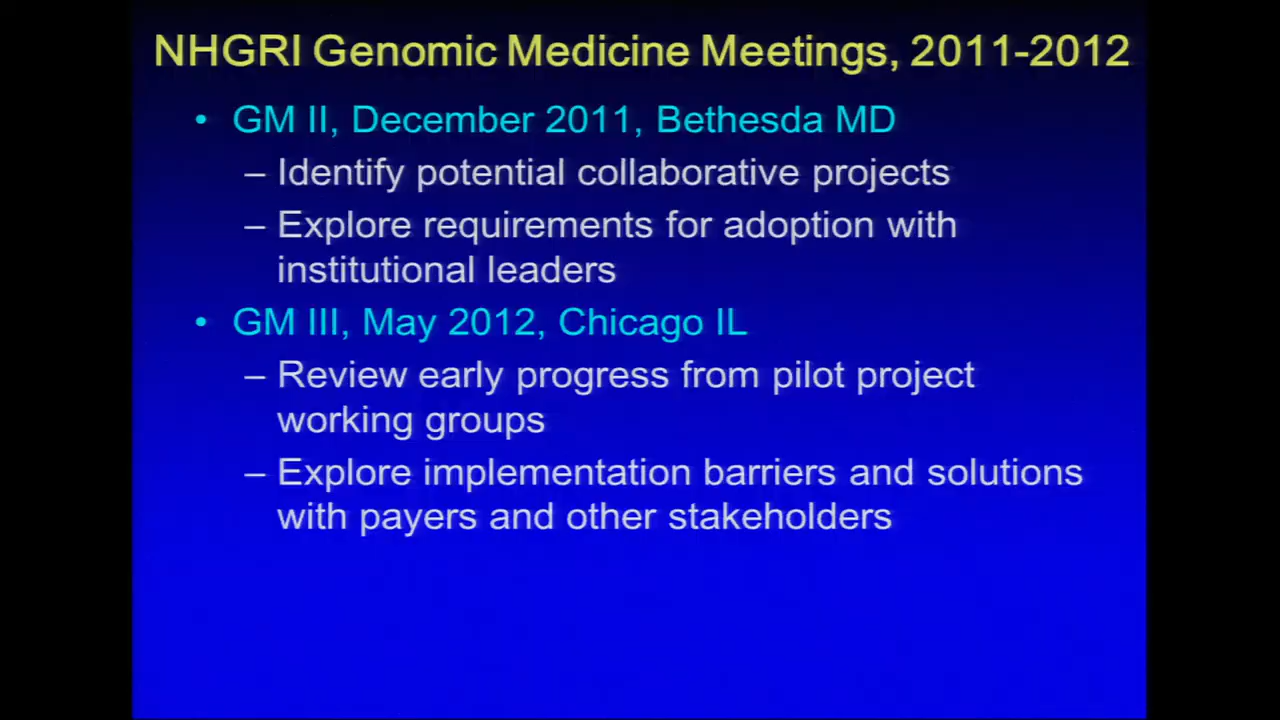 NHGRI Genomic Medicine Meetings, 2011-2012
• GM II, December 2011, Bethesda MD
– Identify potential collaborative projects
– Explore requirements for adoption with
institutional leaders
• GM III, May 2012, Chicago IL
– Review early progress from pilot project
working groups
– Explore implementation barriers and solutions
with payers and other stakeholders